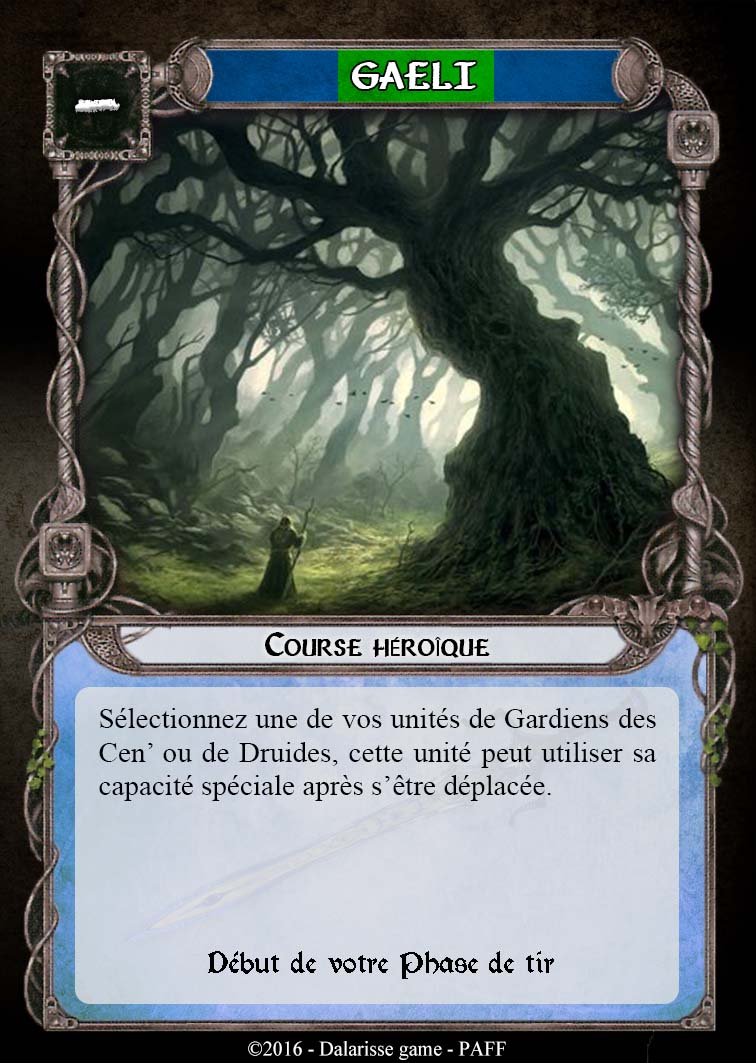 GAELI
-
Course héroîque
Sélectionnez une de vos unités de Gardiens des
Cen’ ou de Druides, cette unité peut utiliser sa
capacité spéciale après s’être déplacée.
Début de votre Phase de tir
©2016 - Dalarisse game - PAFF